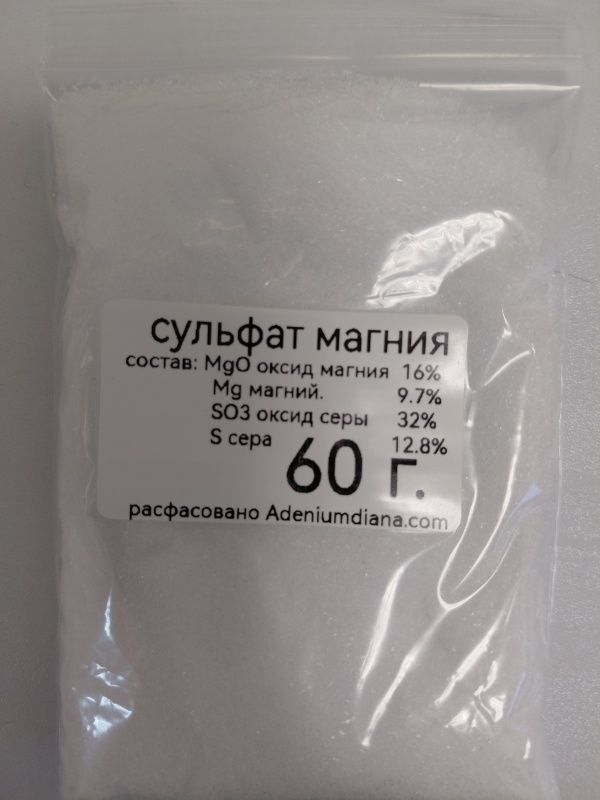 сульфат магния
состав: MgO оксид магния 16%
Mg магний. 9.7%
SO3 оксид серы 32%
S сера 12.8%
60 г.
расфасовано Adeniumdiana.com